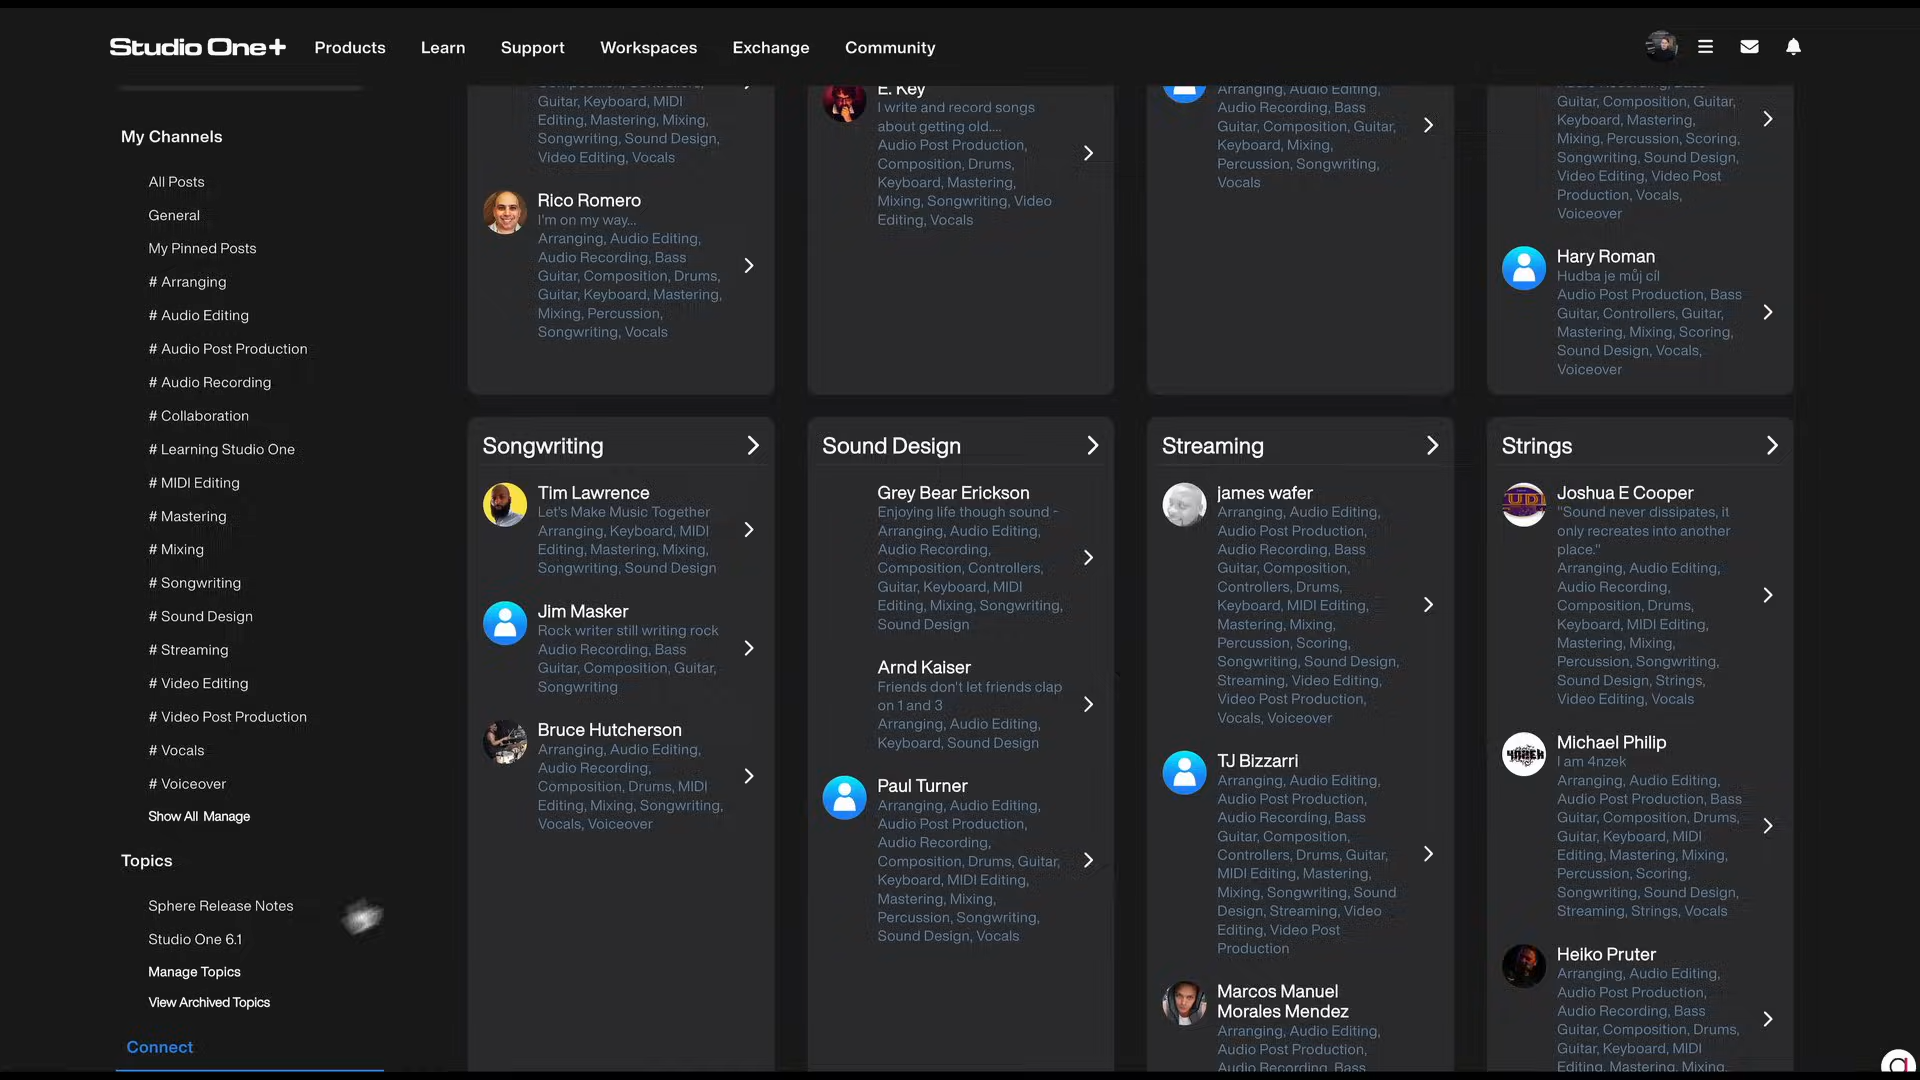 Studio One+
Products
Learn
Support
Workspaces
Exchange
Community
My Channels
All Posts
General
My Pinned Posts
# Arranging
# Audio Editing
# Audio Post Production
# Audio Recording
# Collaboration
# Learning Studio One
# MIDI Editing
# Mastering
# Mixing
# Songwriting
# Sound Design
# Streaming
# Video Editing
# Video Post Production
# Vocals
# Voiceover
Show All Manage
Topics
Sphere Release Notes
Studio One 6.1
Manage Topics
View Archived Topics
Connect
Guitar, Keyboard, MIDI
Editing, Mastering, Mixing,
Songwriting, Sound Design,
Video Editing, Vocals
Rico Romero
I'm on my way...
Arranging, Audio Editing,
Audio Recording, Bass
Guitar, Composition, Drums,
Guitar, Keyboard, Mastering,
Mixing, Percussion,
Songwriting, Vocals
E. Key
I write and record songs
about getting old....
Audio Post Production,
Composition, Drums,
Keyboard, Mastering,
Mixing, Songwriting, Video
Editing, Vocals
Arranging, Audio Editing,
Audio Recording, Bass
Guitar, Composition, Guitar,
Keyboard, Mixing,
Percussion, Songwriting,
Vocals
Guitar, Composition, Guitar,
Keyboard, Mastering,
Mixing, Percussion, Scoring,
Songwriting, Sound Design,
Video Editing, Video Post
Production, Vocals,
Voiceover
Hary Roman
Hudba je můj cíl
Audio Post Production, Bass
Guitar, Controllers, Guitar,
Mastering, Mixing, Scoring,
Sound Design, Vocals,
Voiceover
Songwriting
Tim Lawrence
Let's Make Music Together
Arranging, Keyboard, MIDI
Editing, Mastering, Mixing,
Songwriting, Sound Design
Jim Masker
Rock writer still writing rock
Audio Recording, Bass
Guitar, Composition, Guitar,
Songwriting
Bruce Hutcherson
Arranging, Audio Editing,
Audio Recording,
Composition, Drums, MIDI
Editing, Mixing, Songwriting,
Vocals, Voiceover
Sound Design
Grey Bear Erickson
Enjoying life though sound -
Arranging, Audio Editing,
Audio Recording,
Composition, Controllers,
Guitar, Keyboard, MIDI
Editing, Mixing, Songwriting,
Sound Design
Arnd Kaiser
Friends don't let friends clap
on 1 and 3
Arranging, Audio Editing,
Keyboard, Sound Design
Paul Turner
Arranging, Audio Editing,
Audio Post Production,
Audio Recording,
Composition, Drums, Guitar,
Keyboard, MIDI Editing,
Mastering, Mixing,
Percussion, Songwriting,
Sound Design, Vocals
Streaming
james wafer
Arranging, Audio Editing,
Audio Post Production,
Audio Recording, Bass
Guitar, Composition,
Controllers, Drums,
Keyboard, MIDI Editing,
Mastering, Mixing,
Percussion, Scoring,
Songwriting, Sound Design,
Streaming, Video Editing,
Video Post Production,
Vocals, Voiceover
TJ Bizzarri
Arranging, Audio Editing,
Audio Post Production,
Audio Recording, Bass
Guitar, Composition,
Controllers, Drums, Guitar,
MIDI Editing, Mastering,
Mixing, Songwriting, Sound
Design, Streaming, Video
Editing, Video Post
Production
Marcos Manuel
Morales Mendez
Arranging, Audio Editing,
Audio Post Production,
Audio Recording, Bass
Strings
Joshua E Cooper
"Sound never dissipates, it
only recreates into another
place."
Arranging, Audio Editing,
Audio Recording,
Composition, Drums,
Keyboard, MIDI Editing,
Mastering, Mixing,
Percussion, Songwriting,
Sound Design, Strings,
Video Editing, Vocals
Michael Philip
I am 4nzek
Arranging, Audio Editing,
Audio Post Production, Bass
Guitar, Composition, Drums,
Guitar, Keyboard, MIDI
Editing, Mastering, Mixing,
Percussion, Scoring,
Songwriting, Sound Design,
Streaming, Strings, Vocals
Heiko Pruter
Arranging, Audio Editing,
Audio Post Production,
Audio Recording, Bass
Guitar, Composition, Drums,
Guitar, Keyboard, MIDI
Editing, Mastering, Mixing,